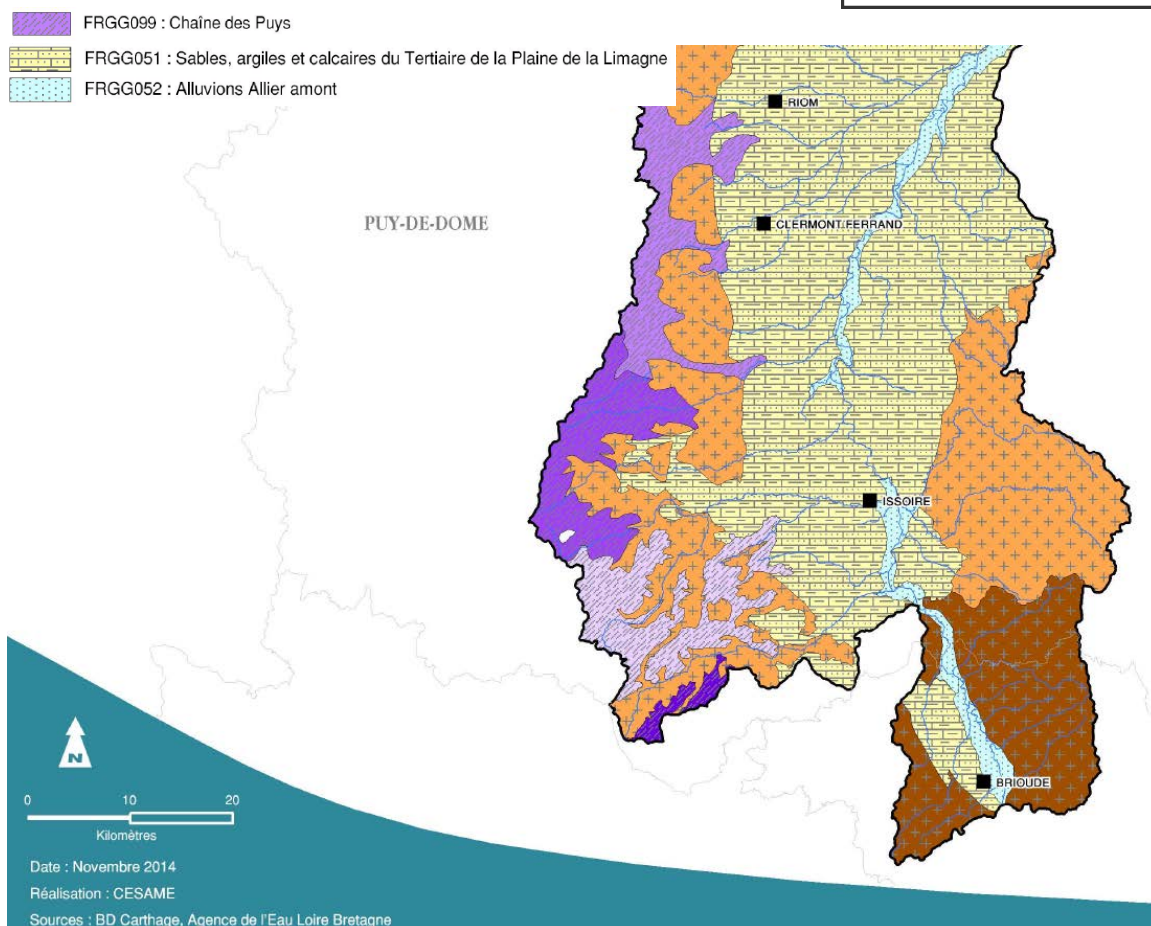 FRGG099 : Chaîne des Puys
FRGG051 : Sables, argiles et calcaires du Tertiaire de la Plaine de la Limagne
FRGG052 : Alluvions Allier amont
RIOM
PUY-DE-DOME
CLERMONT FERRAND
ISSOIRE
BRIOUDE
N
0 10 20
Kilomètres
Date : Novembre 2014
Réalisation : CESAME
Sources : BD Carthage, Agence de l'Eau Loire Bretagne